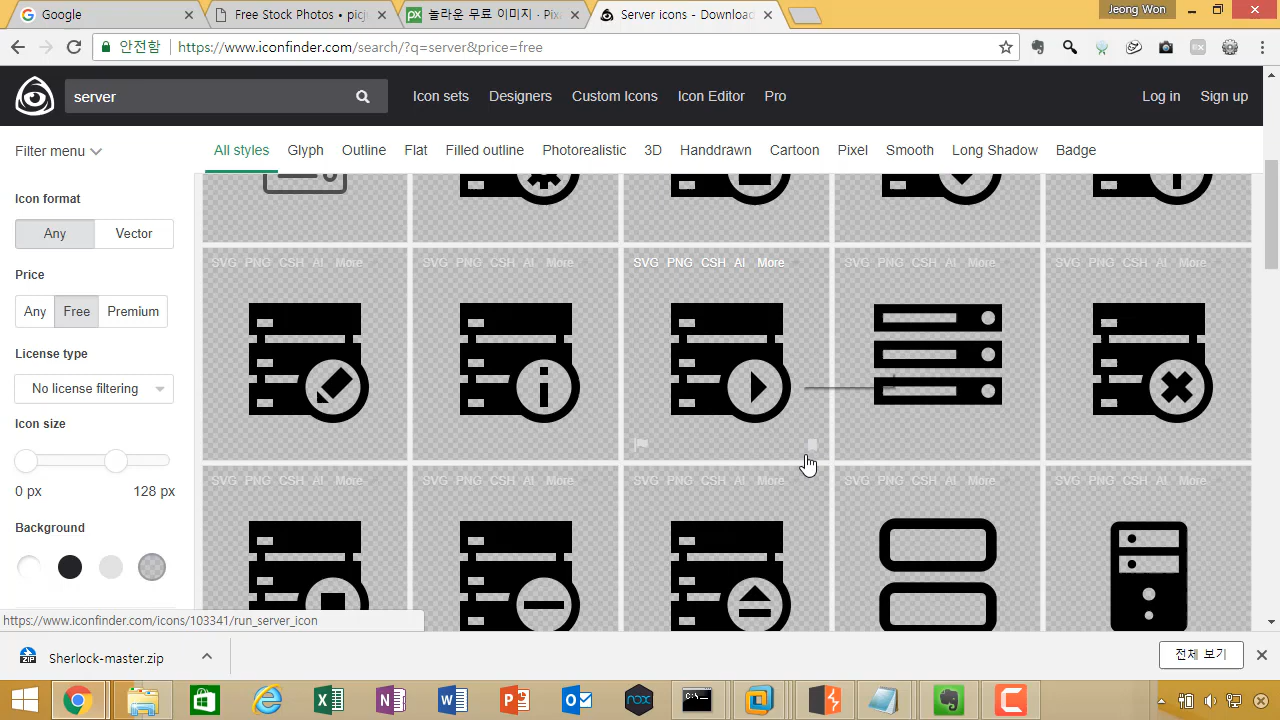 Google
Free Stock Photos • picj
놀라운 무료 이미지 - Pix
Server icons - Downloa
Jeong Won
안전함
https://www.iconfinder.com/search/?q=server&price=free
server
Icon sets
Designers
Custom Icons
Icon Editor
Pro
Log in
Sign up
Filter menu
All styles
Glyph
Outline
Flat
Filled outline
Photorealistic
3D
Handdrawn
Cartoon
Pixel
Smooth
Long Shadow
Badge
Icon format
Any
Vector
Price
Any
Free
Premium
License type
No license filtering
Icon size
0 px
128 px
Background
SVG PNG CSH AI More
SVG PNG CSH AI More
SVG PNG CSH AI More
SVG PNG CSH AI More
SVG PNG CSH AI More
SVG PNG CSH AI More
SVG PNG CSH AI More
SVG PNG CSH AI More
SVG PNG CSH AI More
SVG PNG CSH AI More
https://www.iconfinder.com/icons/103341/run_server_icon
ZIP
Sherlock-master.zip
전체 보기